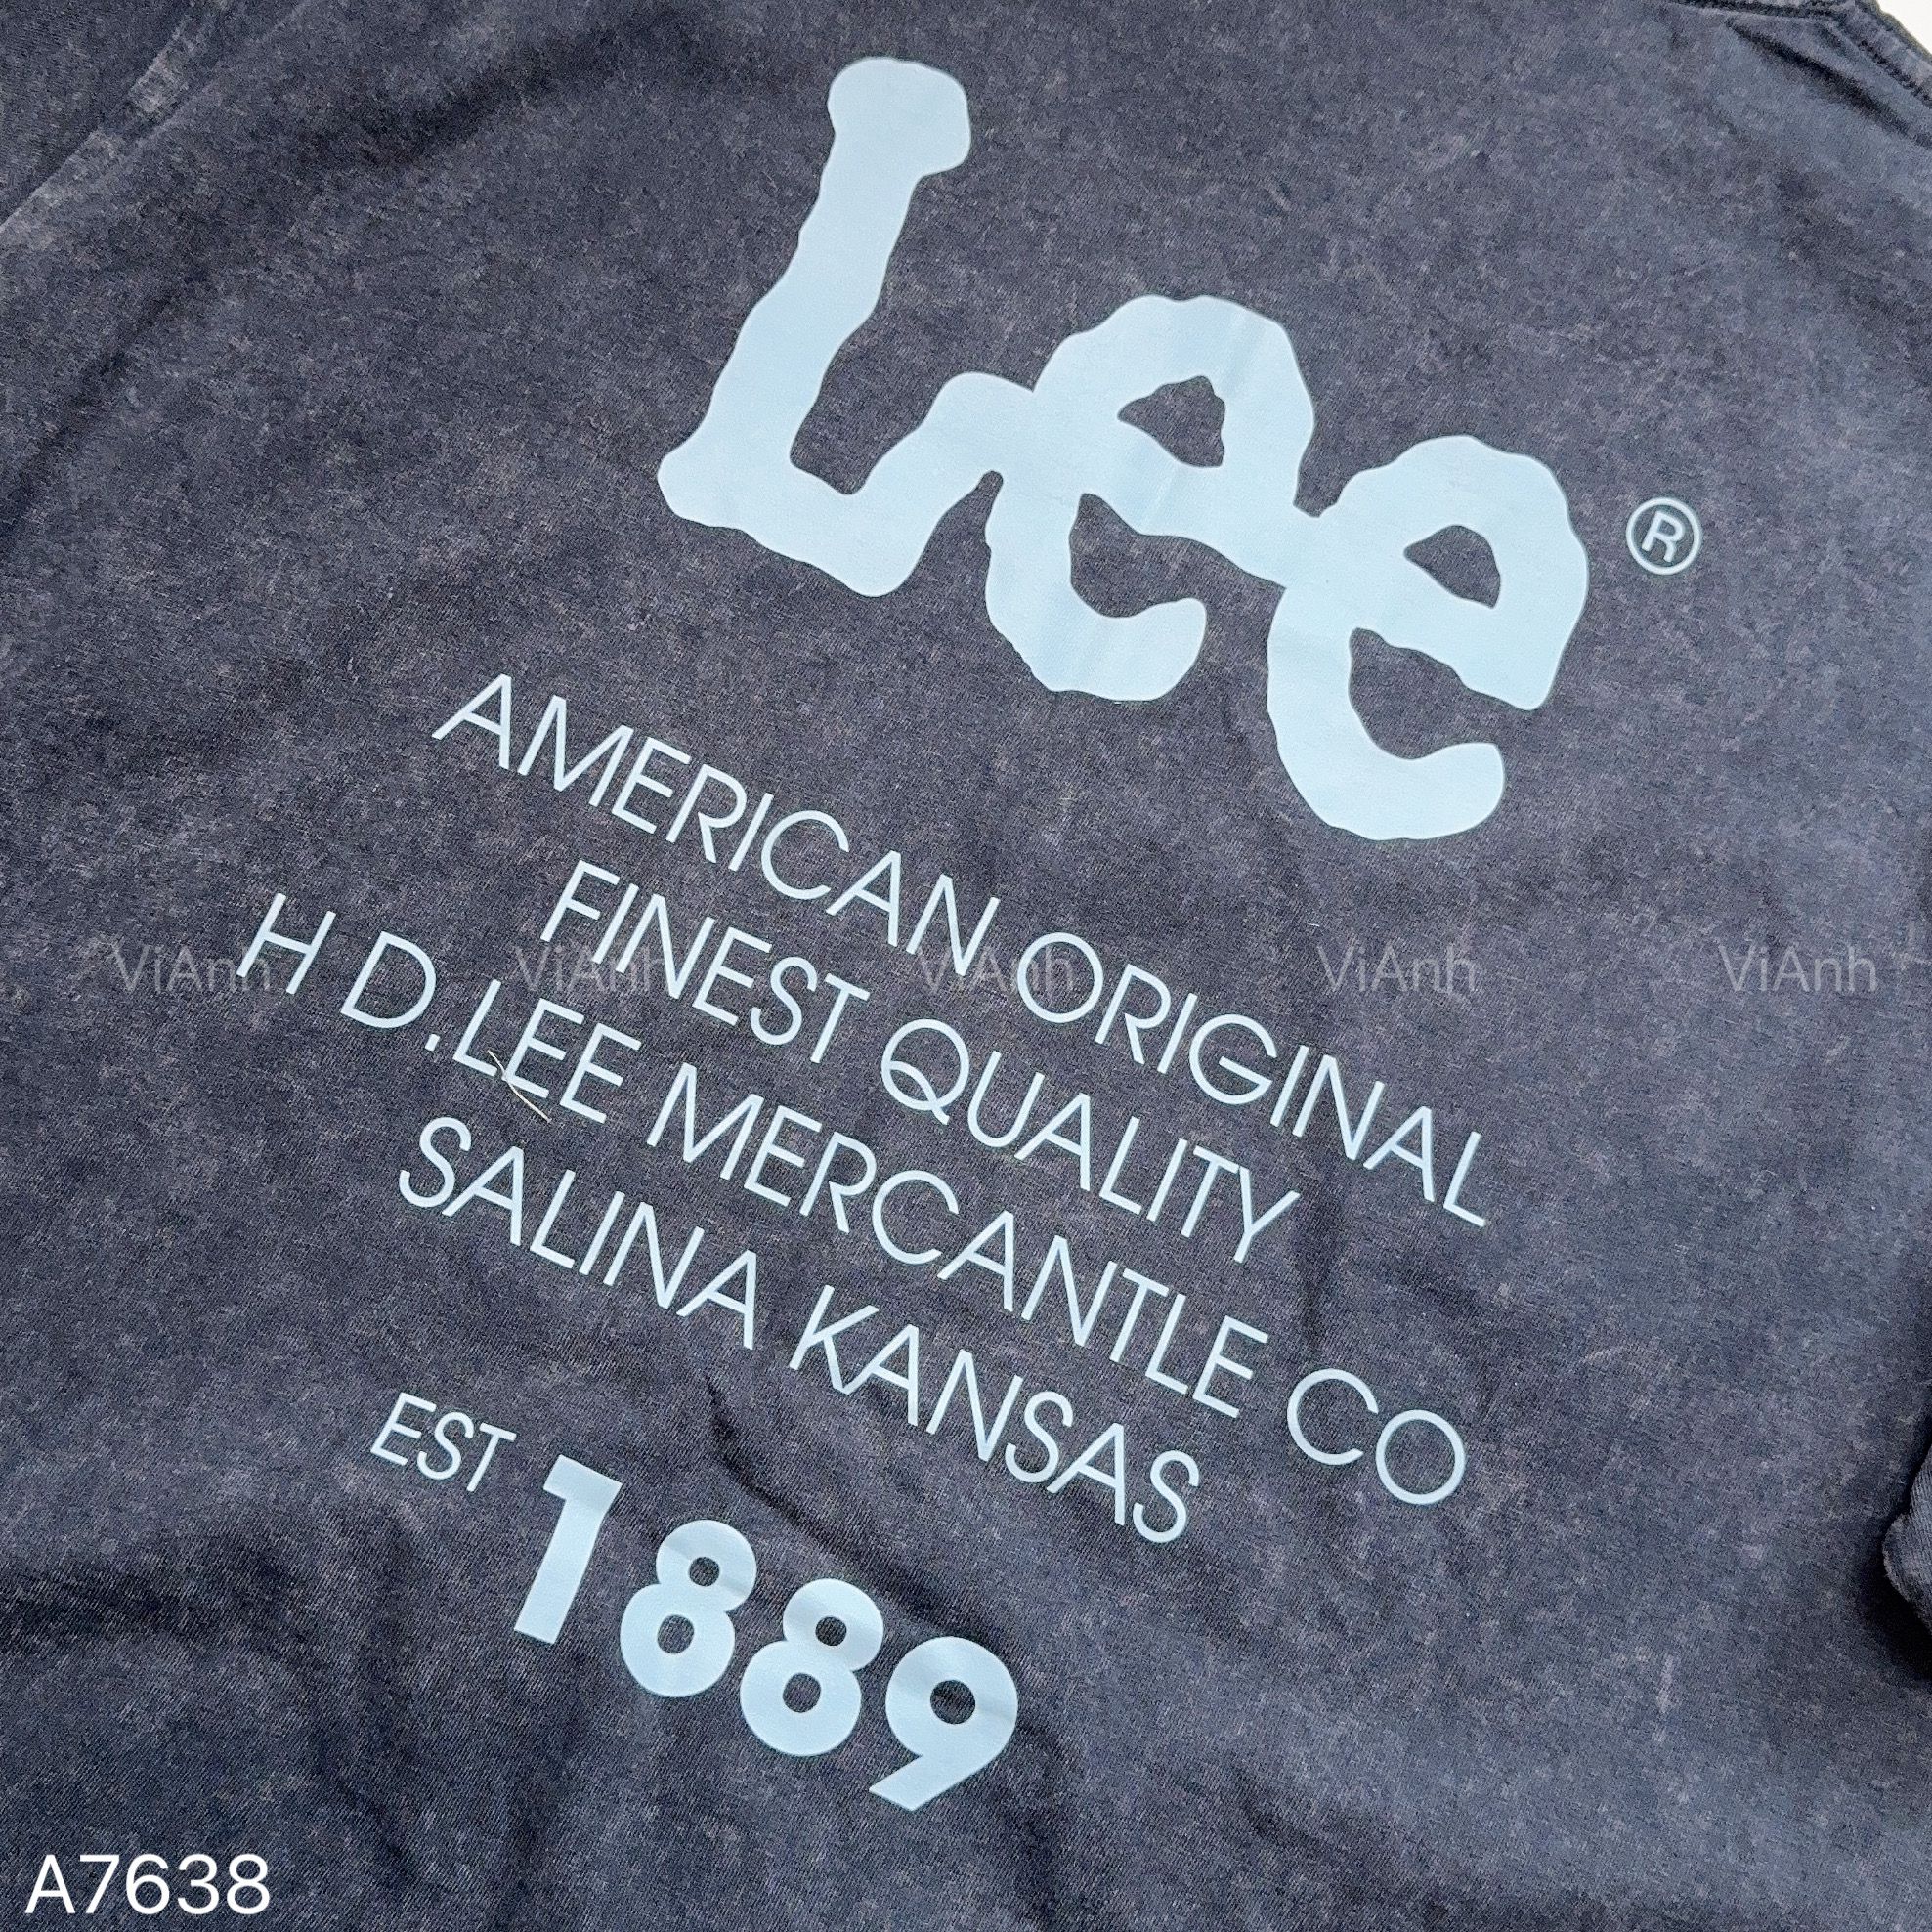 Lee ®
AMERICAN ORIGINAL
FINEST QUALITY
H D.LEE MERCANTLE CO
SALINA KANSAS
EST 1889
ViAnh ViAnh ViAnh ViAnh ViAnh
A7638